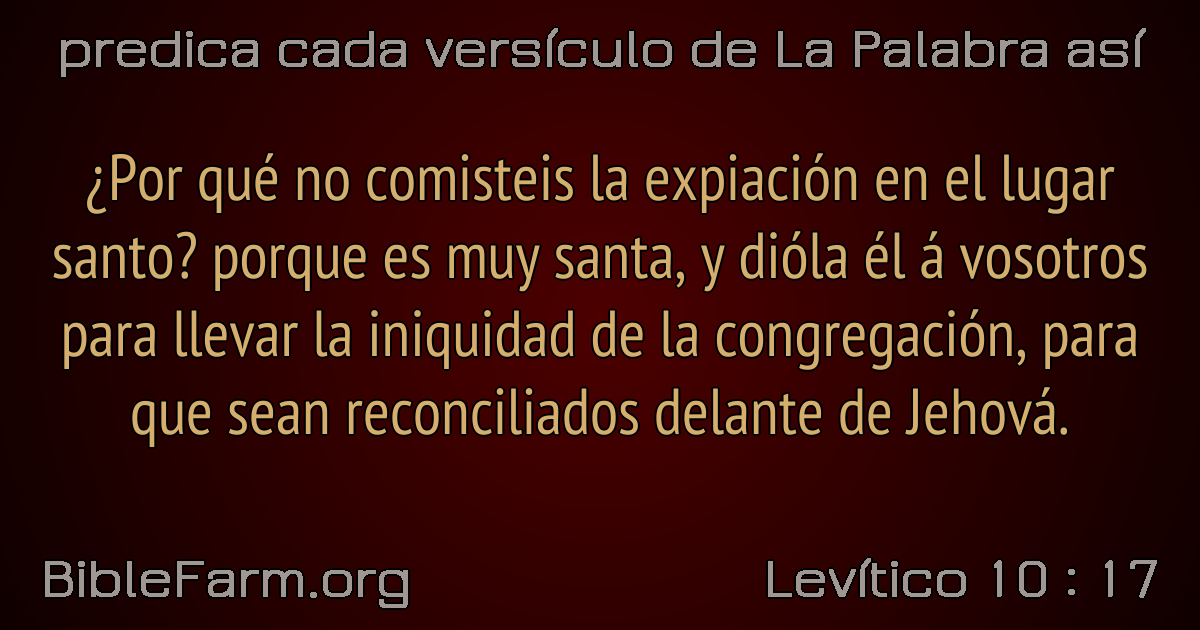 predica cada versículo de La Palabra así
¿Por qué no comisteis la expiación en el lugar
santo? porque es muy santa, y dióla él á vosotros
para llevar la iniquidad de la congregación, para
que sean reconciliados delante de Jehová.
BibleFarm.org
Levítico 10 : 17